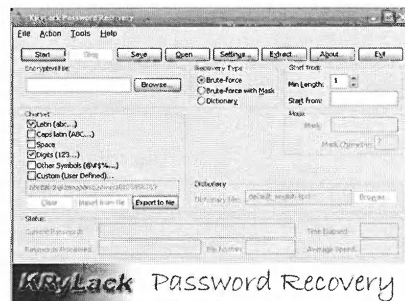 KRyLack Password Recovery
File Action Tools Help
Start Stop Save Open Settings... Extract... About Exit
Encrypted File:
Browse...
Recovery Type
Brute-force
Brute-force with Mask
Dictionary
Start from:
Min Length: 1
Start from:
Charset
Latin (abc...)
Caps latin (ABC...)
Space
Digits (123...)
Other Symbols
Custom (User Defined)...
Clear Import from file Export to file
Mask
Mask:
Mask Character: ?
Dictionary
Dictionary file: default_english Browse...
Status:
Current Password:
Time Elapsed:
Passwords Processed:
Average Speed:
KRyLack Password Recovery